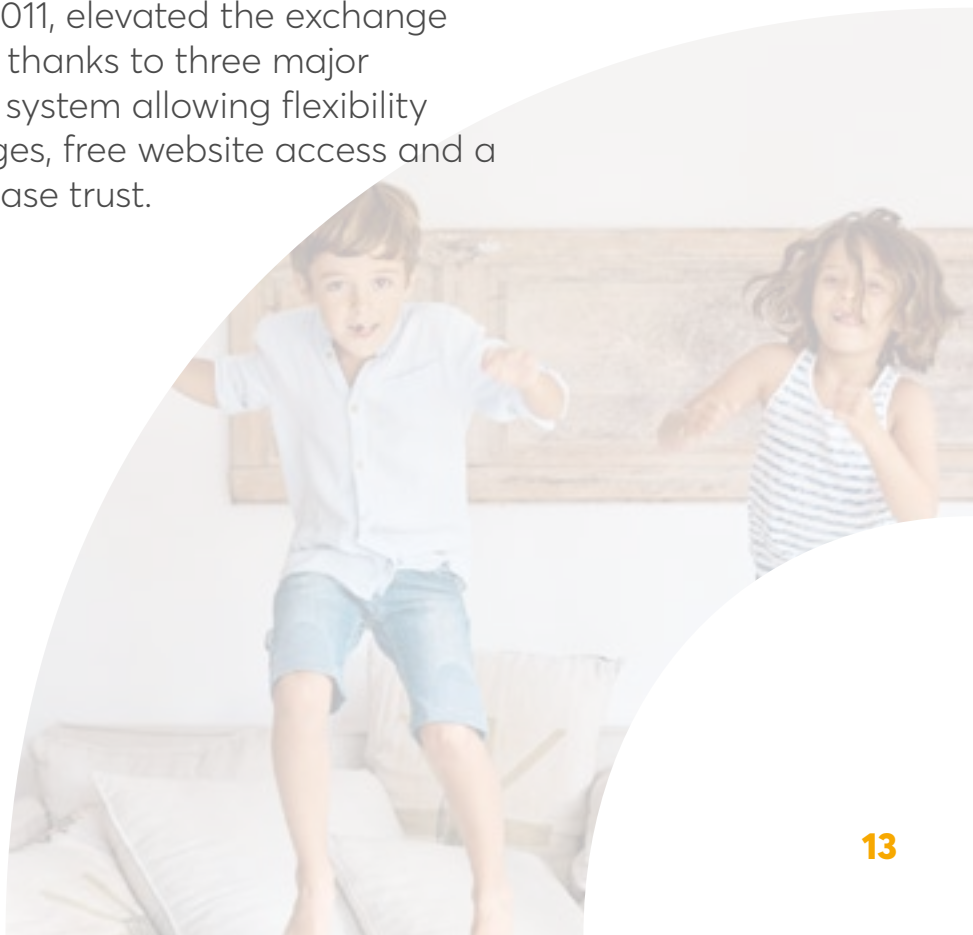 011, elevated the exchange
thanks to three major
system allowing flexibility
ges, free website access and a
ase trust.
13